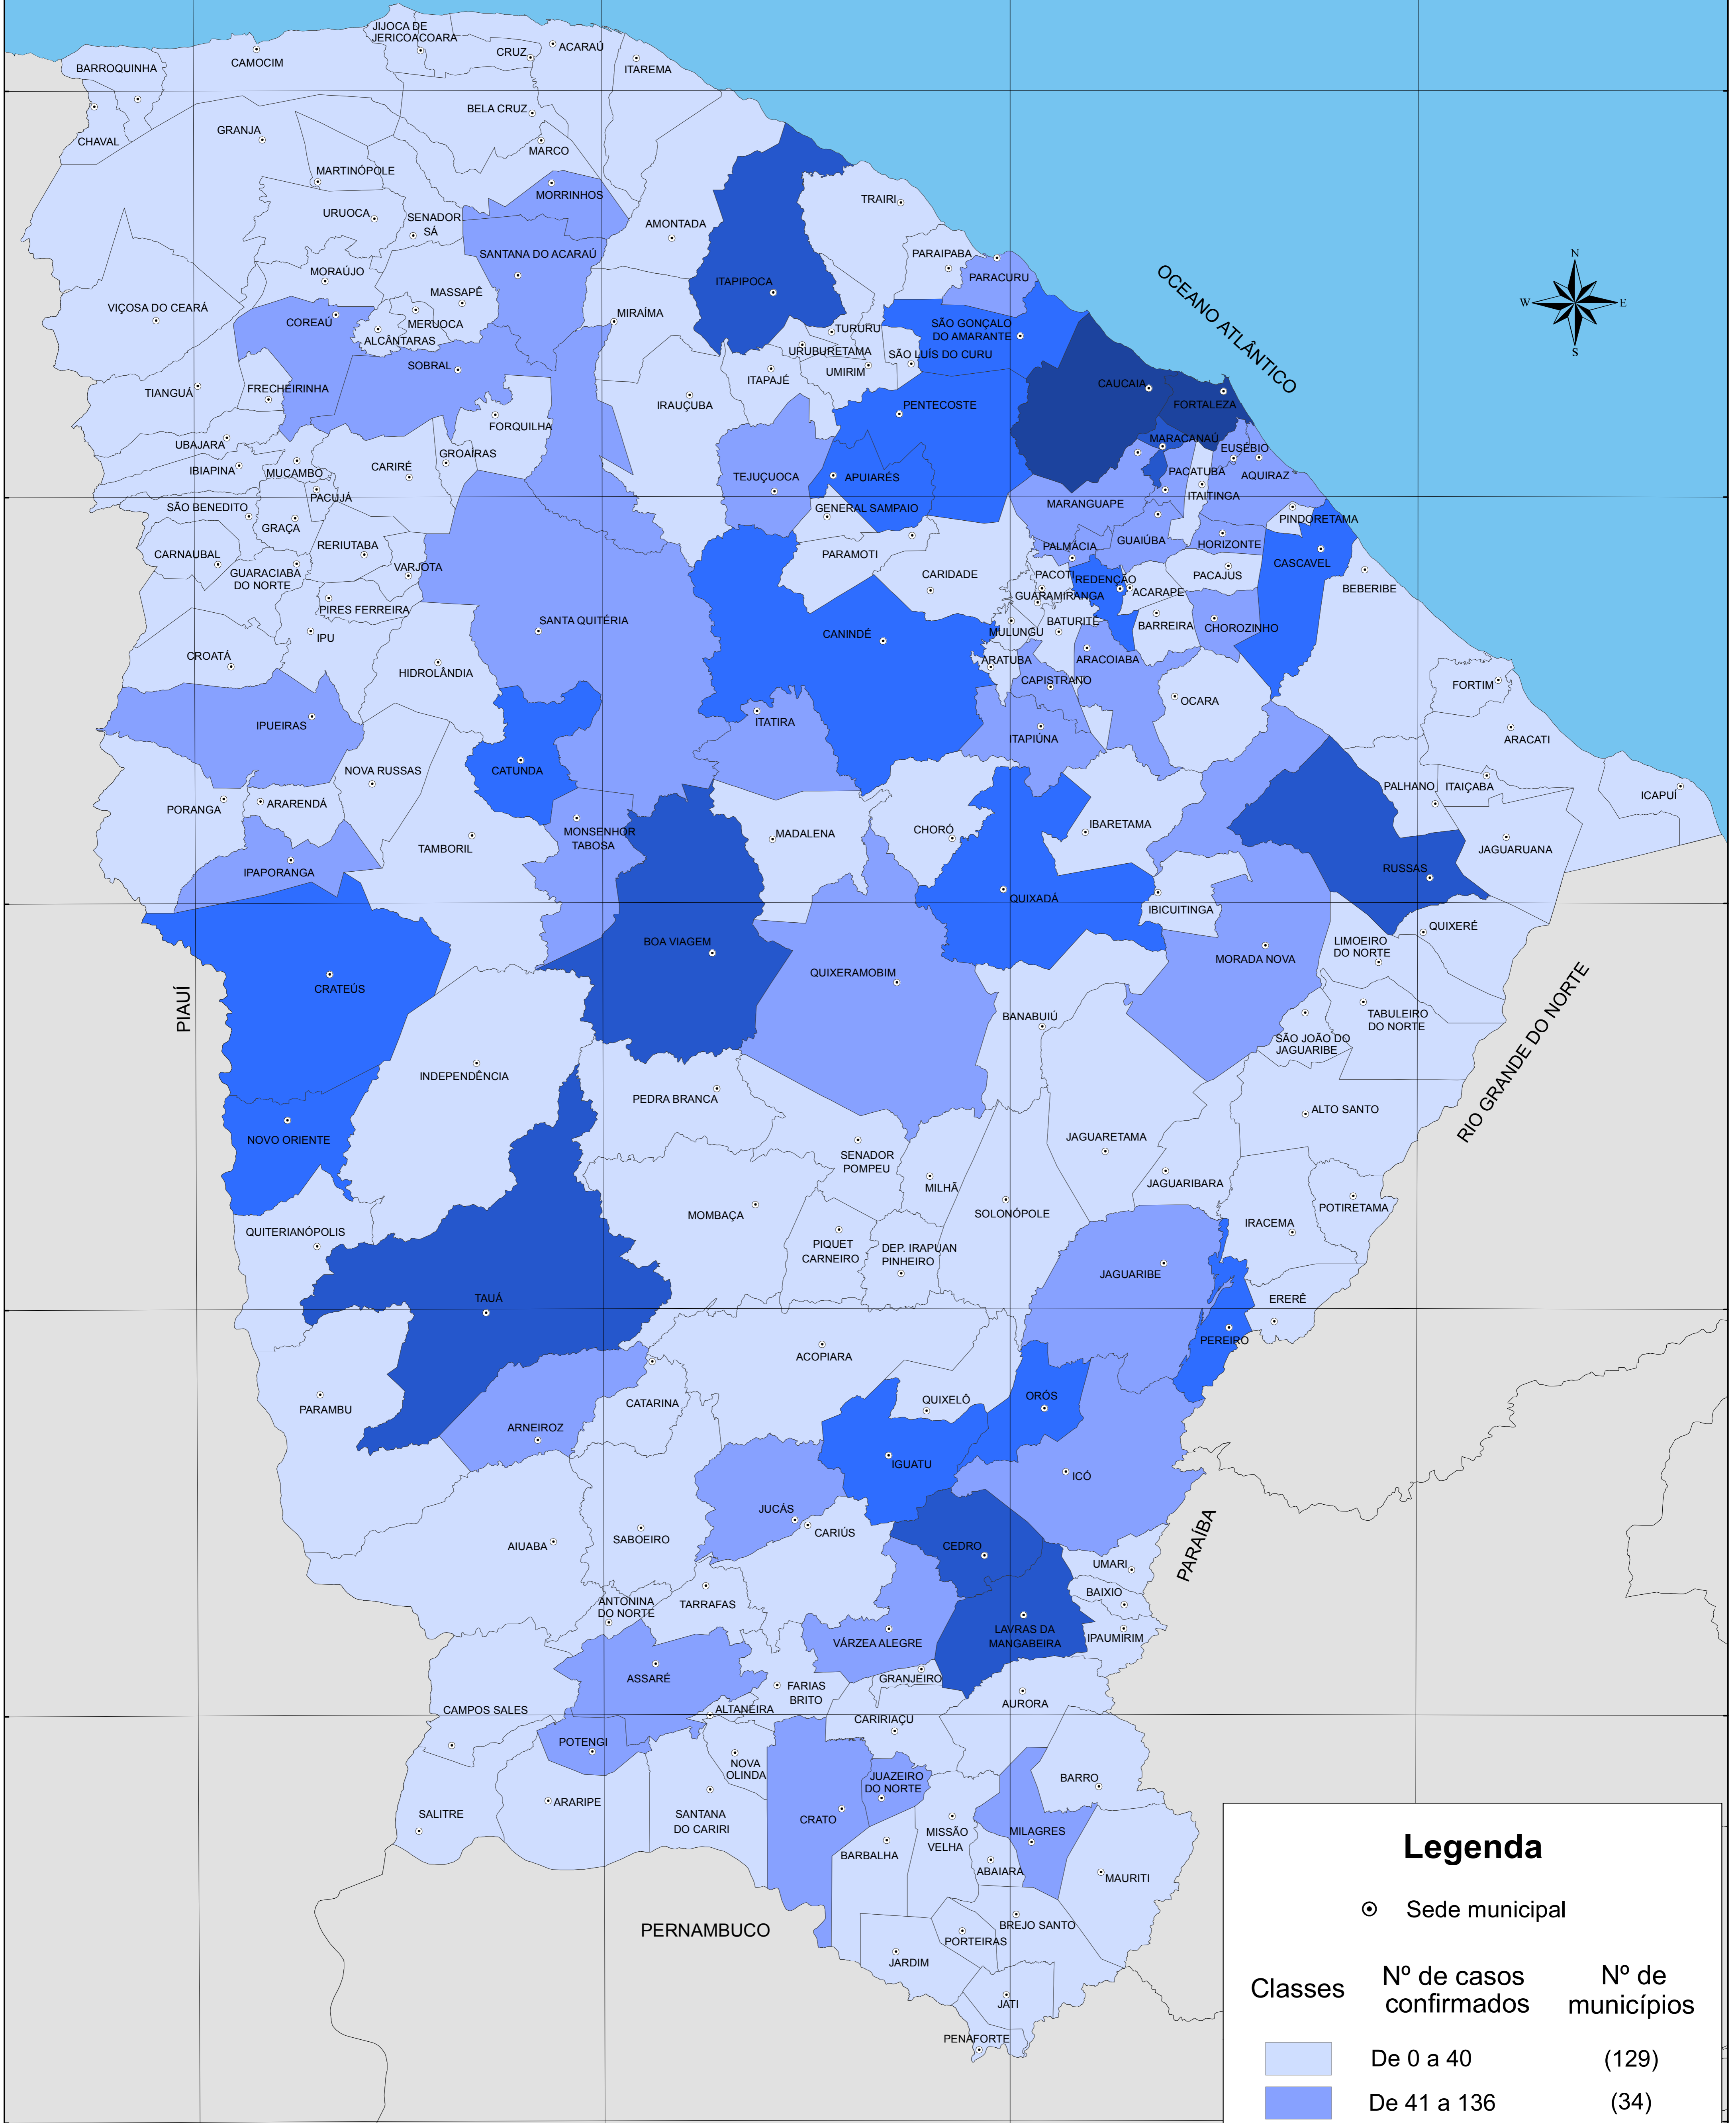 JIJOCA DE
JERICOACOARA
CRUZ
ACARAÚ
BARROQUINHA
CAMOCIM
ITAREMA
BELA CRUZ
CHAVAL
GRANJA
MARCO
MARTINÓPOLE
MORRINHOS
TRAIRI
URUOCA
SENADOR
SÁ
AMONTADA
SANTANA DO ACARAÚ
PARAIPABA
MORAÚJO
ITAPIPOCA
PARACURU
OCEANO ATLÂNTICO
N
W
E
S
MASSAPÊ
VIÇOSA DO CEARÁ
COREAÚ
MERUOCA
MIRAÍMA
SÃO GONÇALO
DO AMARANTE
TURURU
ALCÂNTARAS
URUBURETAMA
SÃO LUÍS DO CURU
SOBRAL
UMIRIM
ITAPAJÉ
CAUCAIA
TIANGUÁ
FRECHEIRINHA
IRAUÇUBA
PENTECOSTE
FORTALEZA
FORQUILHA
UBAJARA
MARACANAÚ
EUSÉBIO
GROAÍRAS
IBIAPINA
MUCAMBO
CARIRÉ
TEJUÇUOCA
APUIARÉS
PACATUBA
AQUIRAZ
PACUJÁ
ITAITINGA
SÃO BENEDITO
GENERAL SAMPAIO
MARANGUAPE
GRAÇA
PINDORETAMA
CARNAUBAL
RERIUTABA
PARAMOTI
PALMÁCIA
GUAIÚBA
HORIZONTE
GUARACIABA
DO NORTE
VARJOTA
CARIDADE
PACOTI
REDENÇÃO
PACAJUS
CASCAVEL
BEBERIBE
PIRES FERREIRA
GUARAMIRANGA
ACARAPE
IPU
SANTA QUITÉRIA
CANINDÉ
MULUNGU
BATURITÉ
BARREIRA
CHOROZINHO
CROATÁ
HIDROLÂNDIA
ARATUBA
ARACOIABA
CAPISTRANO
FORTIM
OCARA
IPUEIRAS
ITATIRA
ITAPIÚNA
ARACATI
NOVA RUSSAS
CATUNDA
PALHANO
ITAIÇABA
ICAPUÍ
PORANGA
ARARENDÁ
MONSENHOR
TABOSA
MADALENA
CHORÓ
IBARETAMA
TAMBORIL
JAGUARUANA
IPAPORANGA
RUSSAS
QUIXADÁ
IBICUITINGA
QUIXERÉ
BOA VIAGEM
LIMOEIRO
DO NORTE
MORADA NOVA
QUIXERAMOBIM
CRATEÚS
PIAUÍ
BANABUIÚ
TABULEIRO
DO NORTE
SÃO JOÃO DO
JAGUARIBE
RIO GRANDE DO NORTE
INDEPENDÊNCIA
PEDRA BRANCA
ALTO SANTO
NOVO ORIENTE
JAGUARETAMA
SENADOR
POMPEU
MILHÃ
JAGUARIBARA
MOMBAÇA
SOLONÓPOLE
POTIRETAMA
IRACEMA
QUITERIANÓPOLIS
PIQUET
CARNEIRO
DEP. IRAPUAN
PINHEIRO
JAGUARIBE
TAUÁ
ERERÊ
PEREIRO
ACOPIARA
PARAMBU
CATARINA
QUIXELÔ
ORÓS
ARNEIROZ
IGUATU
ICÓ
JUCÁS
CARIÚS
SABOEIRO
AIUABA
CEDRO
PARAÍBA
UMARI
BAIXIO
ANTONINA
DO NORTE
TARRAFAS
LAVRAS DA
MANGABEIRA
IPAUMIRIM
VÁRZEA ALEGRE
ASSARÉ
GRANJEIRO
FARIAS
BRITO
AURORA
CAMPOS SALES
ALTANEIRA
CARIRIAÇU
POTENGI
NOVA
OLINDA
JUAZEIRO
DO NORTE
BARRO
SALITRE
ARARIPE
SANTANA
DO CARIRI
CRATO
MISSÃO
VELHA
MILAGRES
BARBALHA
ABAIARA
MAURITI
PERNAMBUCO
BREJO SANTO
PORTEIRAS
JARDIM
JATI
PENAFORTE
Legenda
Sede municipal
Classes
Nº de casos
confirmados
Nº de
municípios
De 0 a 40
(129)
De 41 a 136
(34)